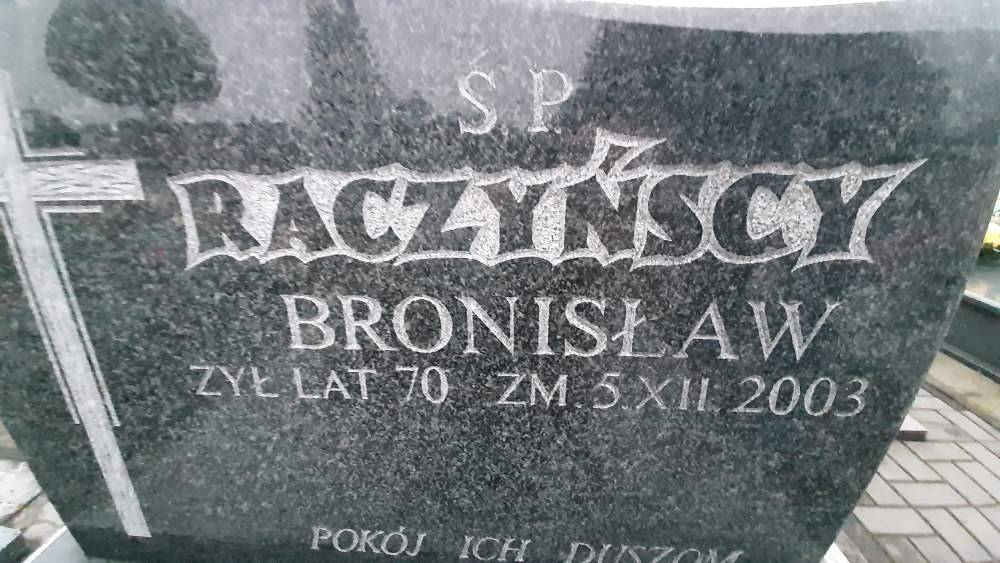 Ś P.
RACZYŃSCY
BRONISŁAW
ŻYŁ LAT 70 ZM. 5.XII.2003
POKÓJ ICH DUSZOM